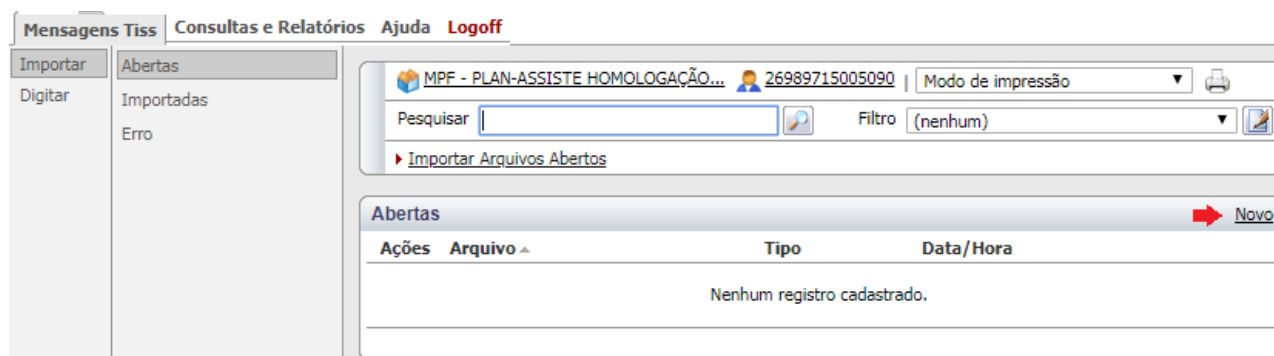 Mensagens Tiss Consultas e Relatórios Ajuda Logoff
Importar
Digitar
Abertas
Importadas
Erro
MPF - PLAN-ASSISTE HOMOLOGAÇÃO... 26989715005090 | Modo de impressão
Pesquisar Filtro (nenhum)
Importar Arquivos Abertos
Abertas Novo
Ações Arquivo Tipo Data/Hora
Nenhum registro cadastrado.